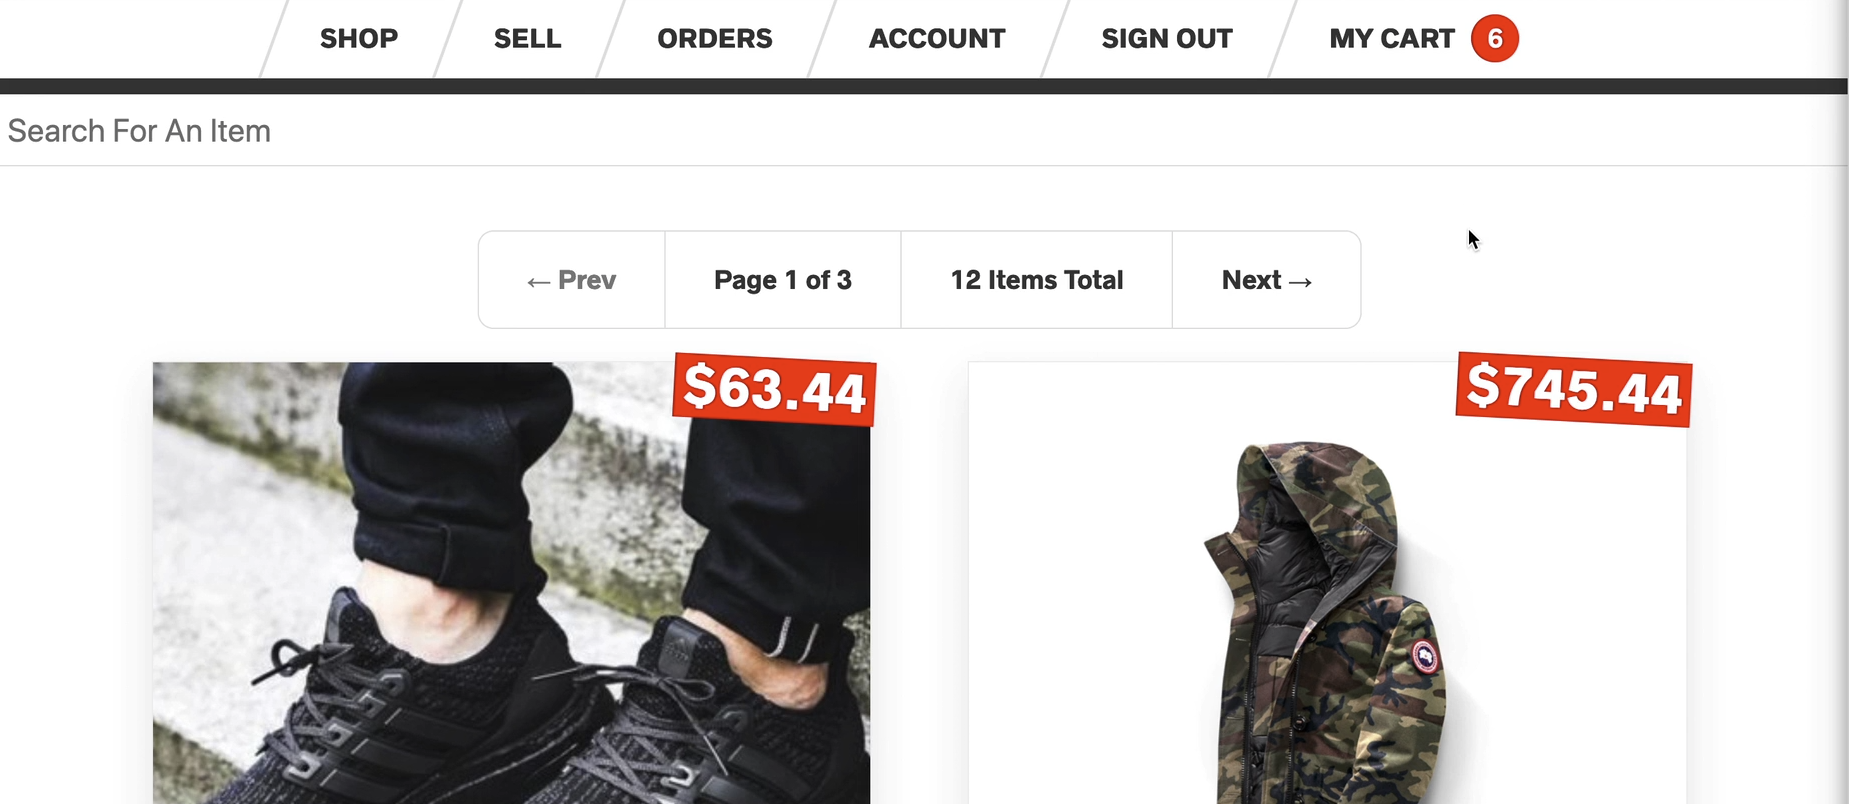 SHOP SELL ORDERS ACCOUNT SIGN OUT MY CART 6
Search For An Item
← Prev Page 1 of 3 12 Items Total Next →
$63.44 $745.44